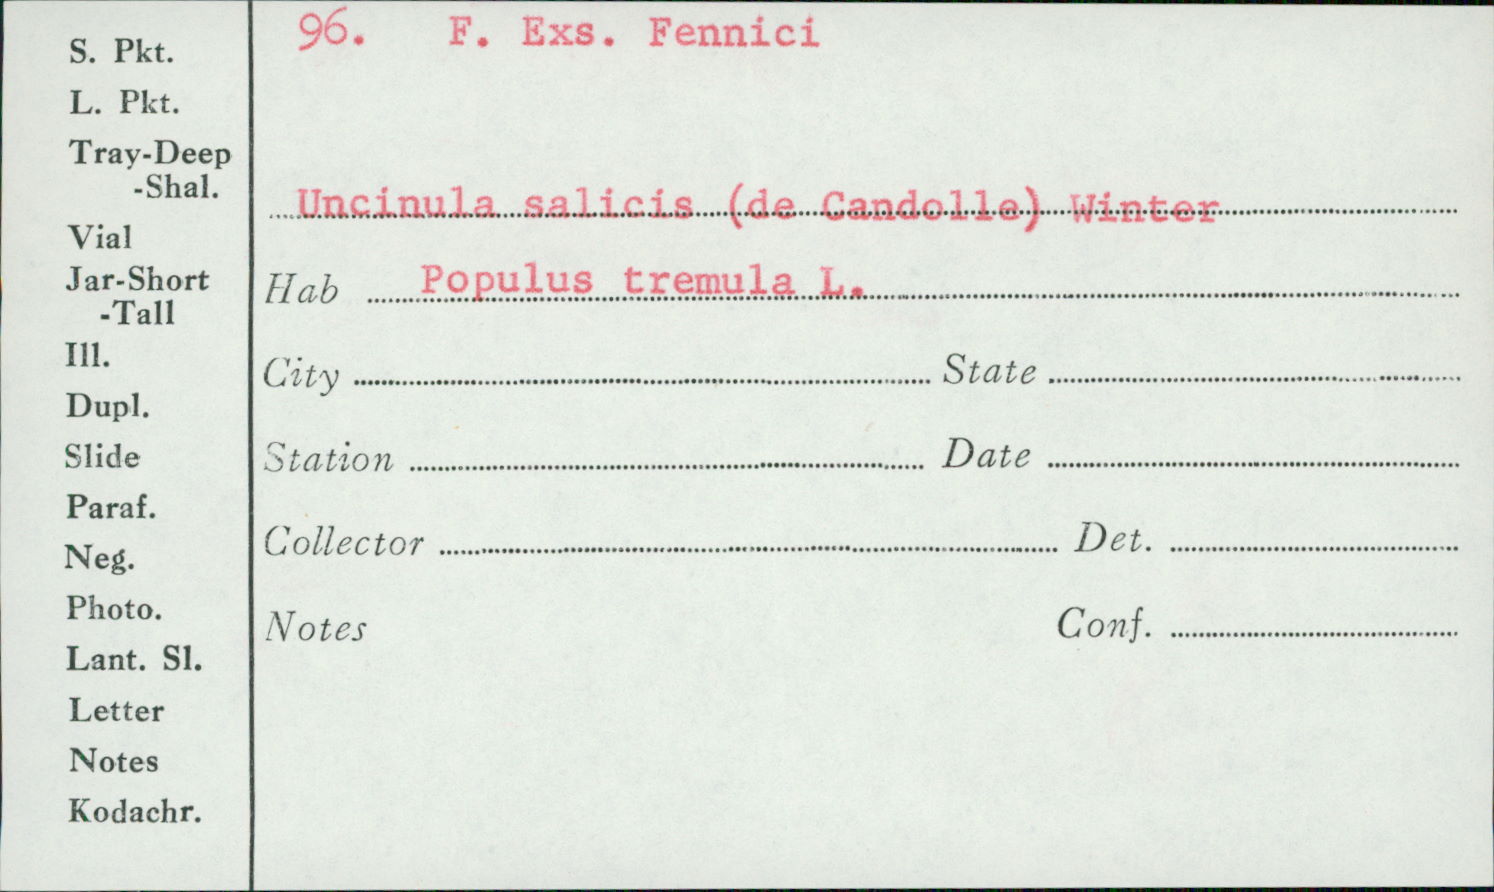 96. F. Exs. Fennici
Uncinula salicis (de Candolle) Winter
Hab Populus tremula L.
City State
Station Date
Collector Det.
Notes Conf.
S. Pkt.
L. Pkt.
Tray-Deep
-Shal.
Vial
Jar-Short
-Tall
Ill.
Dupl.
Slide
Paraf.
Neg.
Photo.
Lant. Sl.
Letter
Notes
Kodachr.